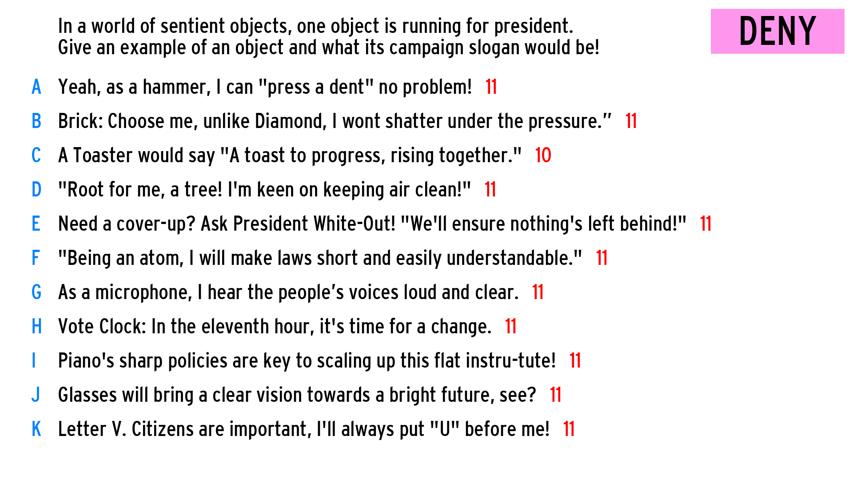 In a world of sentient objects, one object is running for president.
Give an example of an object and what its campaign slogan would be!
DENY
A Yeah, as a hammer, I can "press a dent" no problem! 11
B Brick: Choose me, unlike Diamond, I wont shatter under the pressure.” 11
C A Toaster would say "A toast to progress, rising together." 10
D "Root for me, a tree! I'm keen on keeping air clean!" 11
E Need a cover-up? Ask President White-Out! "We'll ensure nothing's left behind!" 11
F "Being an atom, I will make laws short and easily understandable." 11
G As a microphone, I hear the people’s voices loud and clear. 11
H Vote Clock: In the eleventh hour, it's time for a change. 11
I Piano's sharp policies are key to scaling up this flat instru-tute! 11
J Glasses will bring a clear vision towards a bright future, see? 11
K Letter V. Citizens are important, I'll always put "U" before me! 11